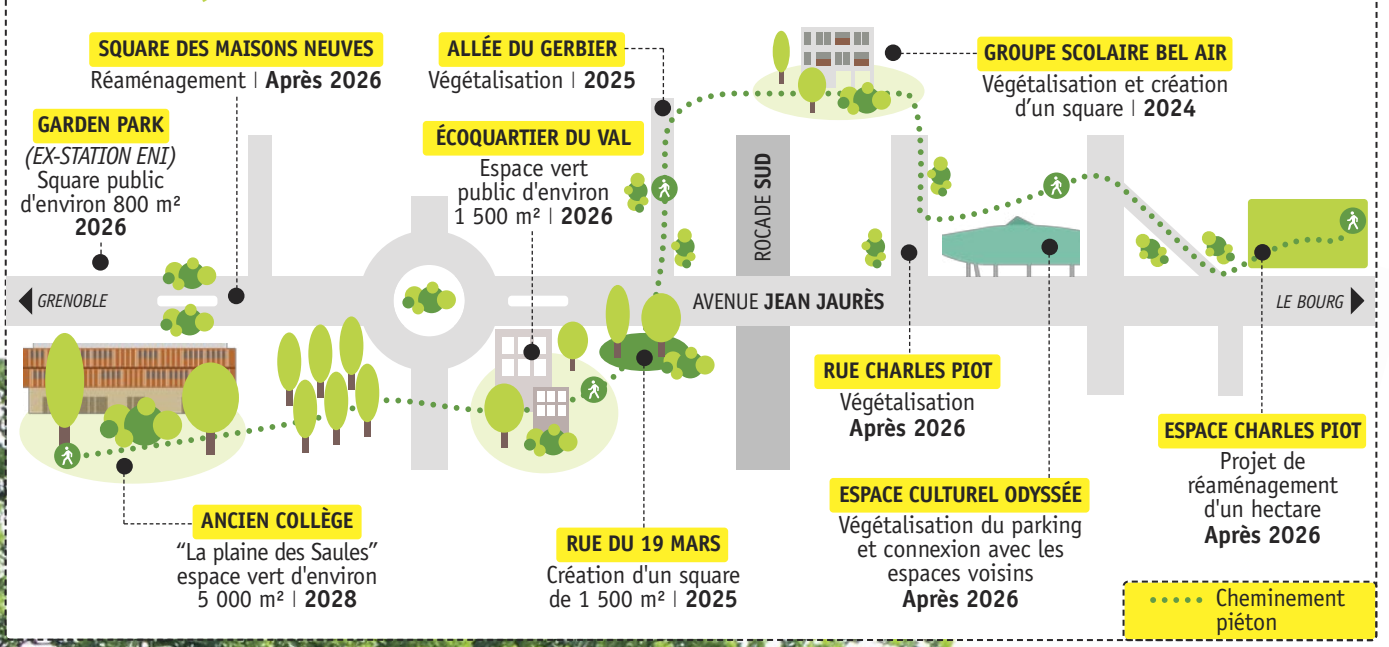 SQUARE DES MAISONS NEUVES
Réaménagement | Après 2026
ALLÉE DU GERBIER
Végétalisation | 2025
GROUPE SCOLAIRE BEL AIR
Végétalisation et création
d'un square | 2024
GARDEN PARK
(EX-STATION ENI)
Square public
d'environ 800 m²
2026
ÉCOQUARTIER DU VAL
Espace vert
public d'environ
1 500 m² | 2026
ROCADE SUD
GRENOBLE
AVENUE JEAN JAURÈS
LE BOURG
RUE CHARLES PIOT
Végétalisation
Après 2026
ESPACE CHARLES PIOT
Projet de
réaménagement
d'un hectare
Après 2026
ANCIEN COLLÈGE
"La plaine des Saules"
espace vert d'environ
5 000 m² | 2028
RUE DU 19 MARS
Création d'un square
de 1 500 m² | 2025
ESPACE CULTUREL ODYSSÉE
Végétalisation du parking
et connexion avec les
espaces voisins
Après 2026
Cheminement
piéton